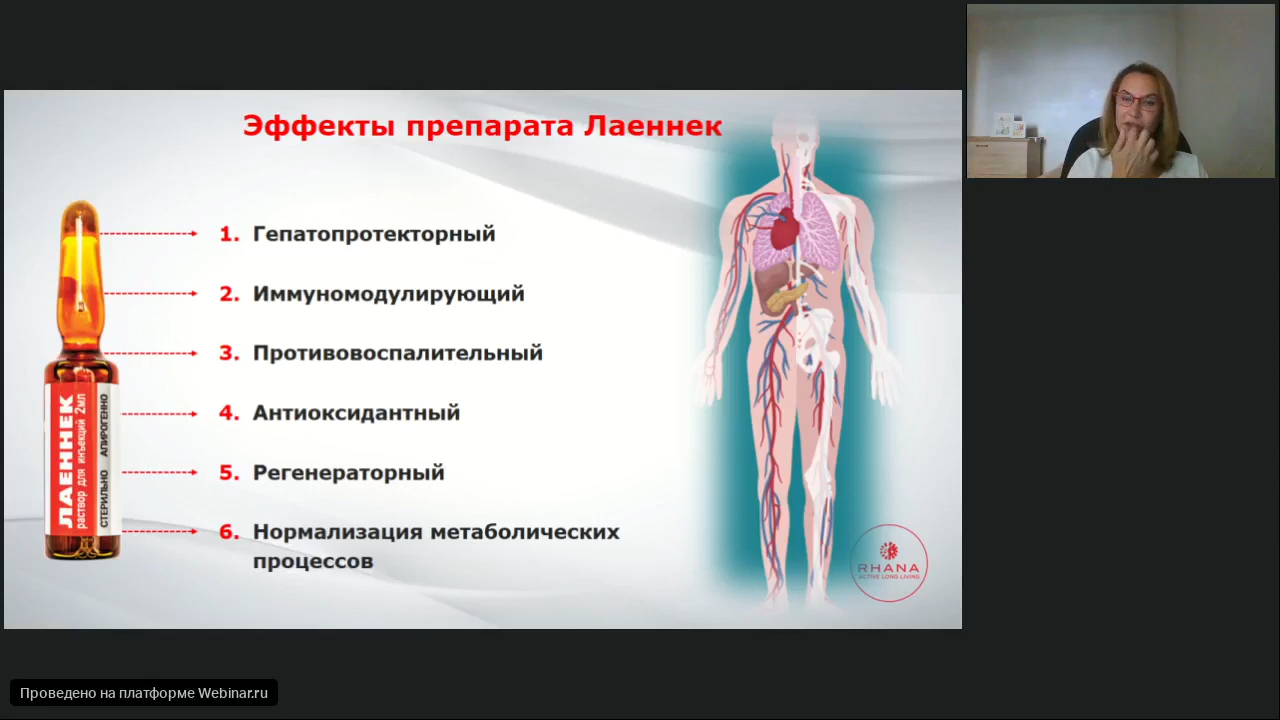 Эффекты препарата Лаеннек
1. Гепатопротекторный
2. Иммуномодулирующий
3. Противовоспалительный
4. Антиоксидантный
5. Регенераторный
6. Нормализация метаболических
процессов
ЛАЕННЕК
раствор для инъекций 2мл
СТЕРИЛЬНО АПИРОГЕННО
RHANA
ACTIVE LONG LIVING
Проведено на платформе Webinar.ru